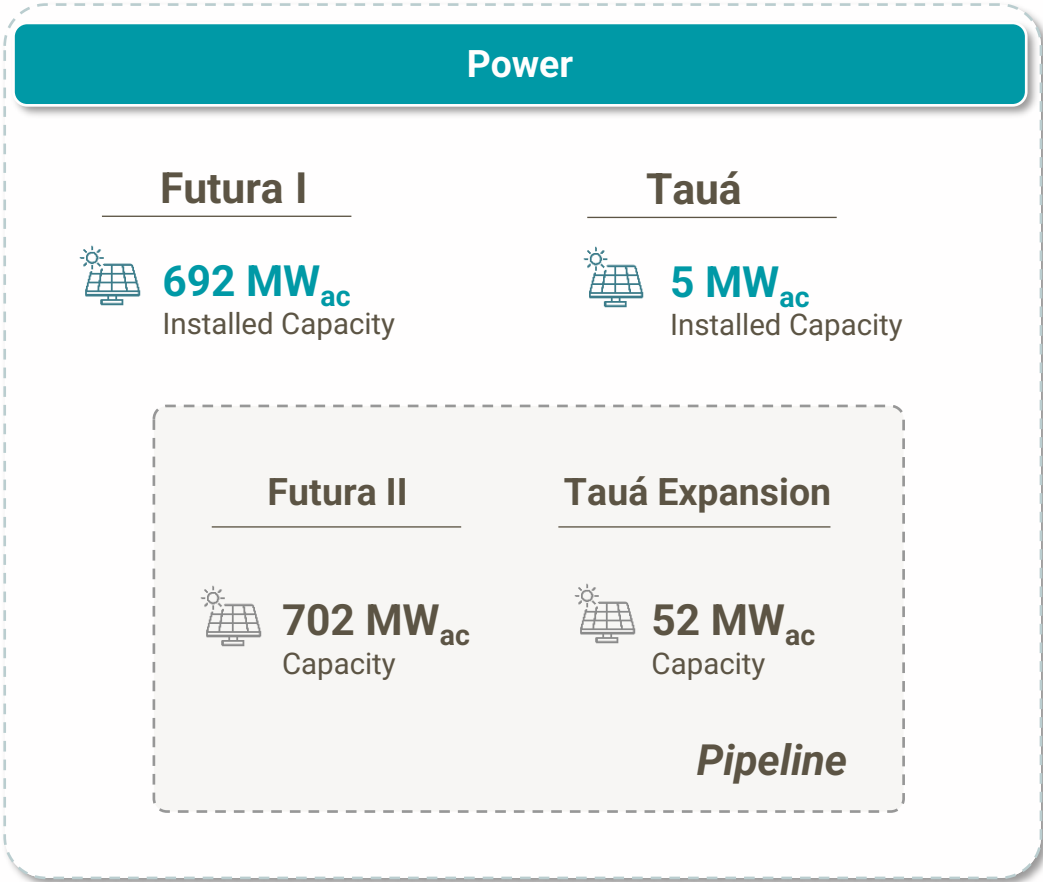 Power
Futura I
692 MWac
Installed Capacity
Tauá
5 MWac
Installed Capacity
Futura II
702 MWac
Capacity
Tauá Expansion
52 MWac
Capacity
Pipeline